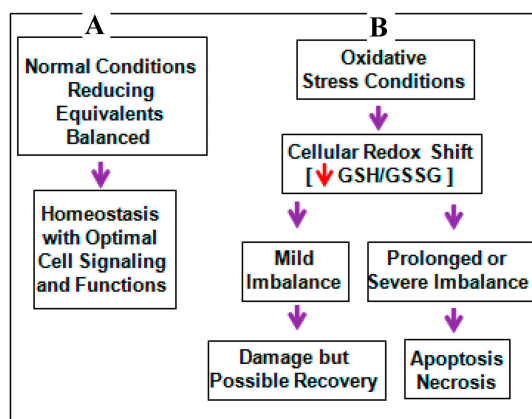 A
Normal Conditions
Reducing
Equivalents
Balanced
Homeostasis
with Optimal
Cell Signaling
and Functions
B
Oxidative
Stress Conditions
Cellular Redox Shift
[ ↓ GSH/GSSG ]
Mild
Imbalance
Damage but
Possible Recovery
Prolonged or
Severe Imbalance
Apoptosis
Necrosis